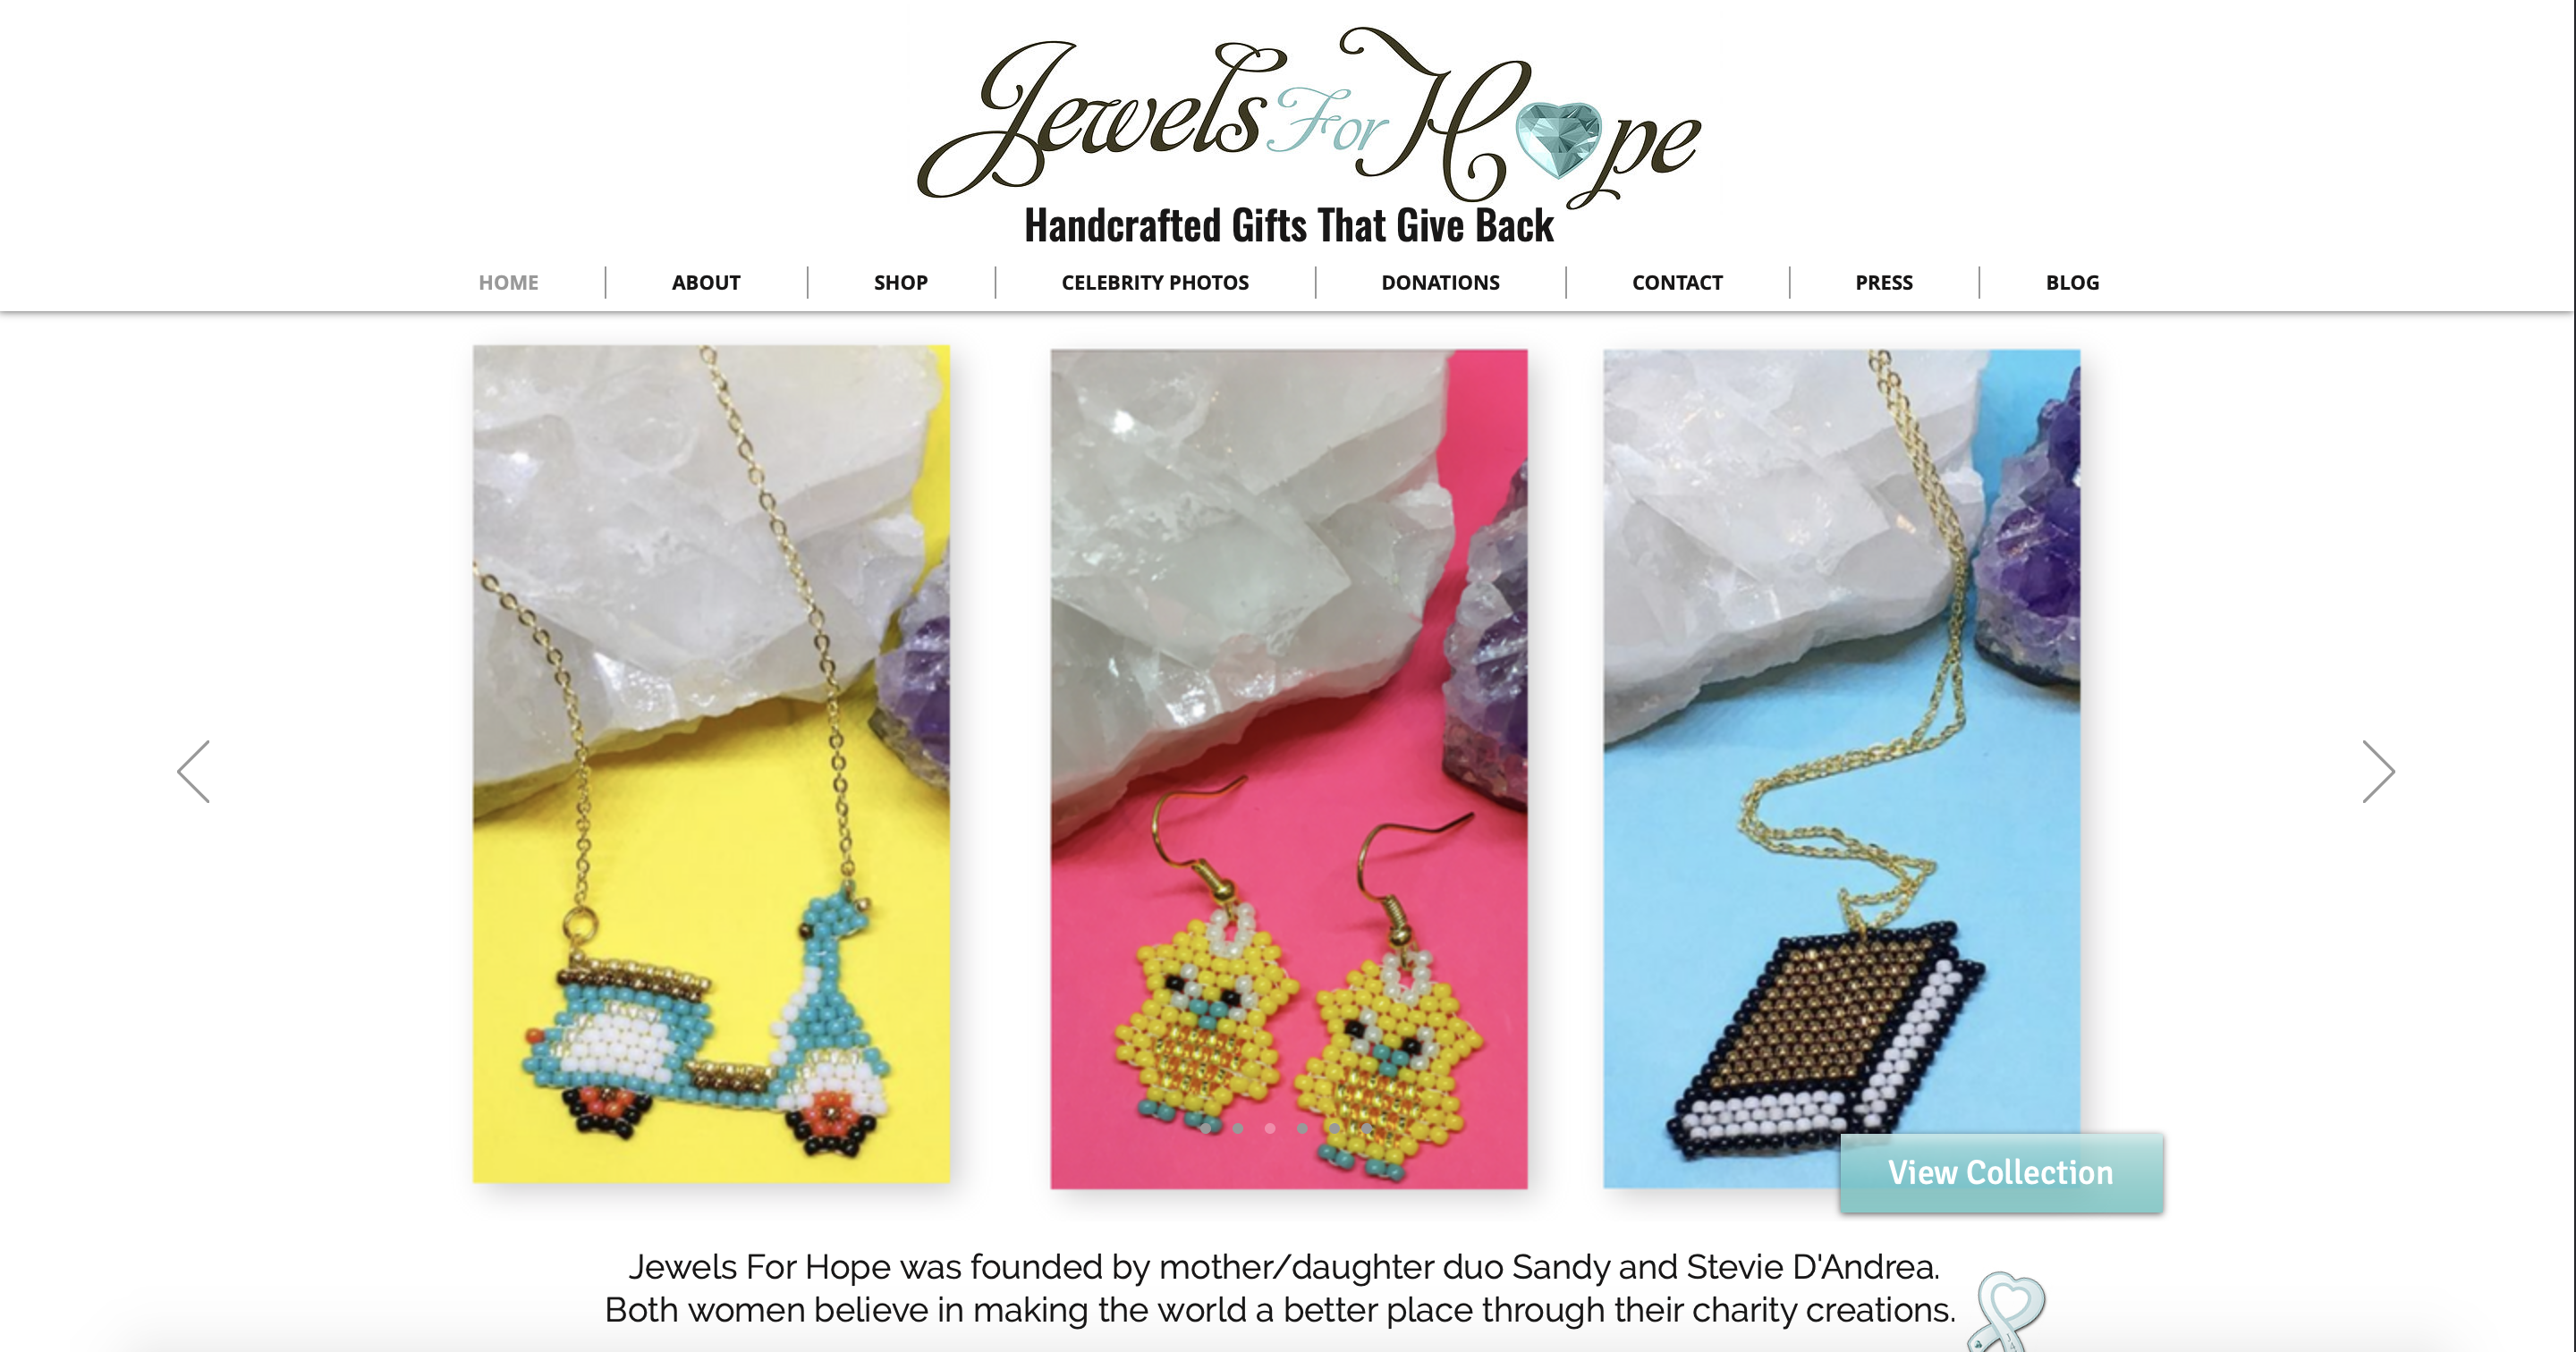 Jewels For Hope
Handcrafted Gifts That Give Back
HOME
ABOUT
SHOP
CELEBRITY PHOTOS
DONATIONS
CONTACT
PRESS
BLOG
View Collection
Jewels For Hope was founded by mother/daughter duo Sandy and Stevie D'Andrea.
Both women believe in making the world a better place through their charity creations.